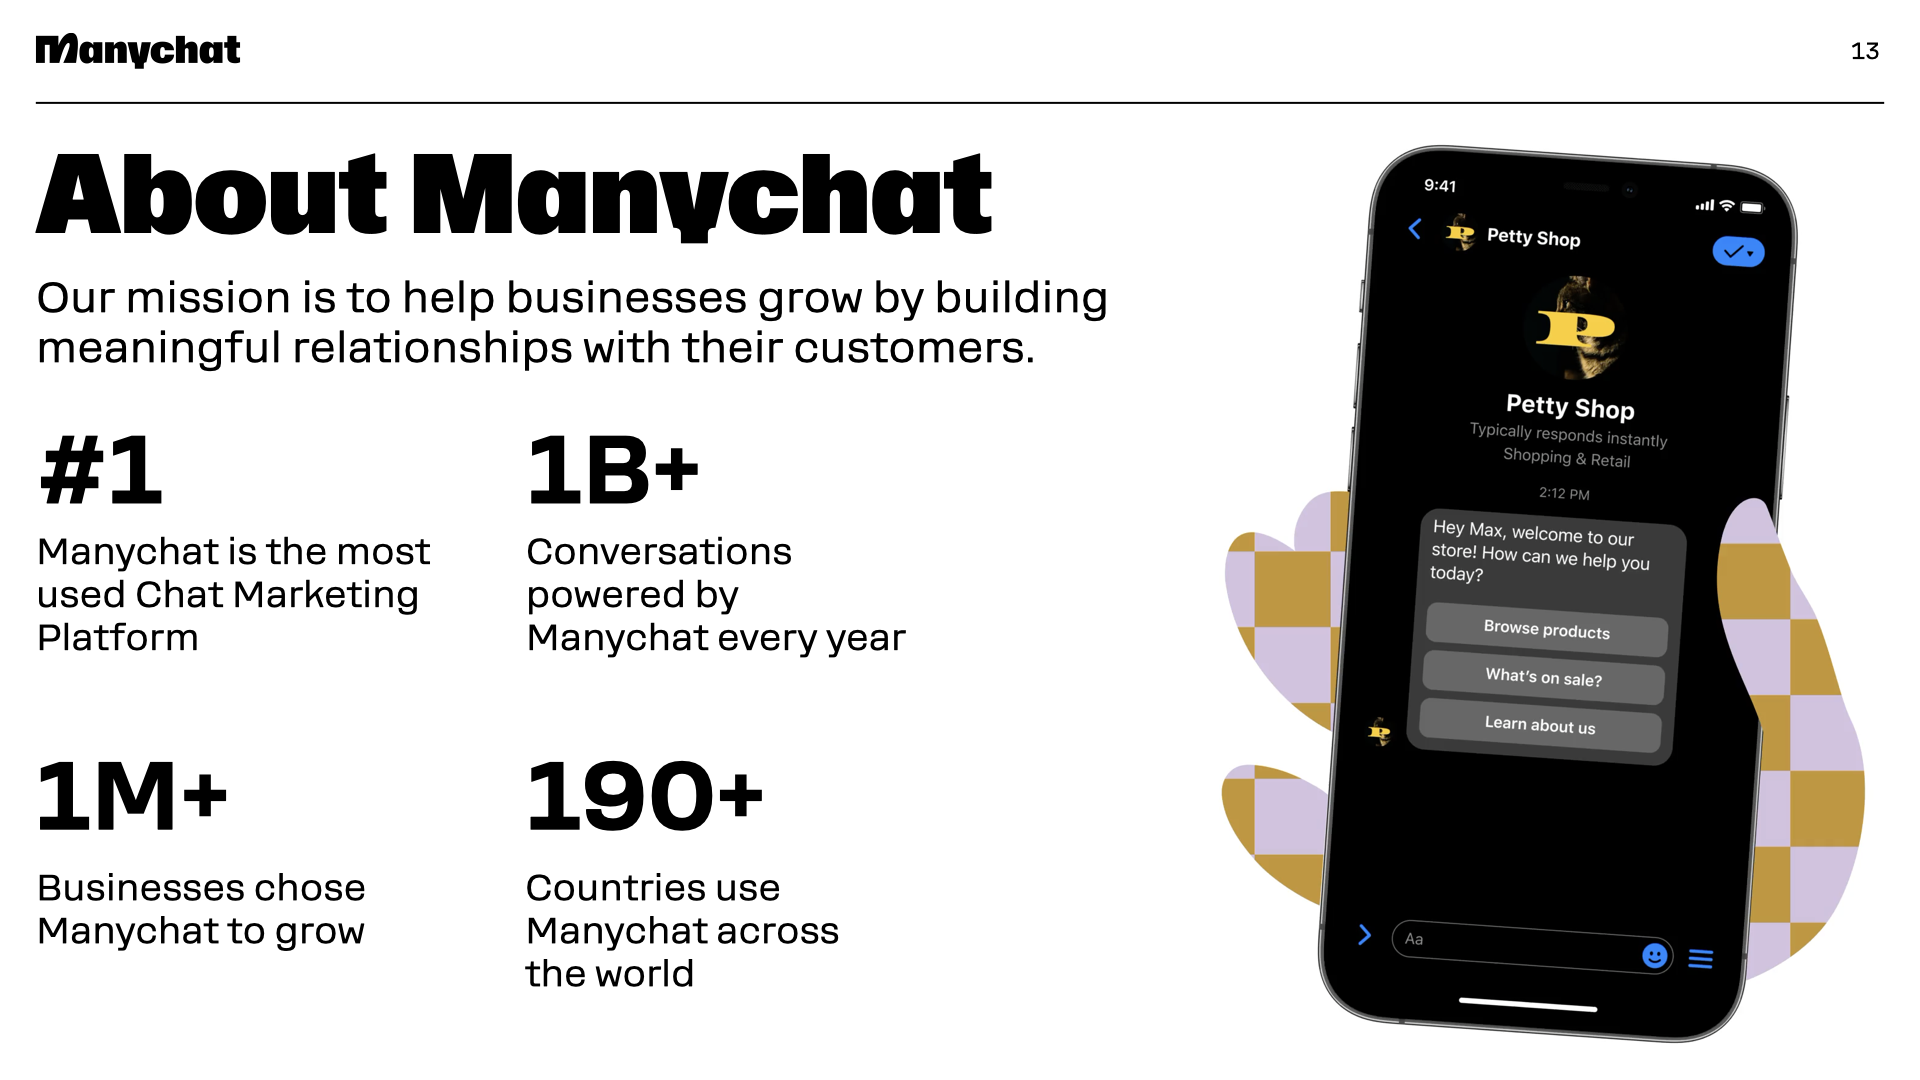 Manychat
13
About Manychat
Our mission is to help businesses grow by building
meaningful relationships with their customers.
#1
Manychat is the most
used Chat Marketing
Platform
1B+
Conversations
powered by
Manychat every year
1M+
Businesses chose
Manychat to grow
190+
Countries use
Manychat across
the world
9:41
P
Petty Shop
P
Petty Shop
Typically responds instantly
Shopping & Retail
2:12 PM
Hey Max, welcome to our
store! How can we help you
today?
Browse products
What's on sale?
Learn about us
P
Aa